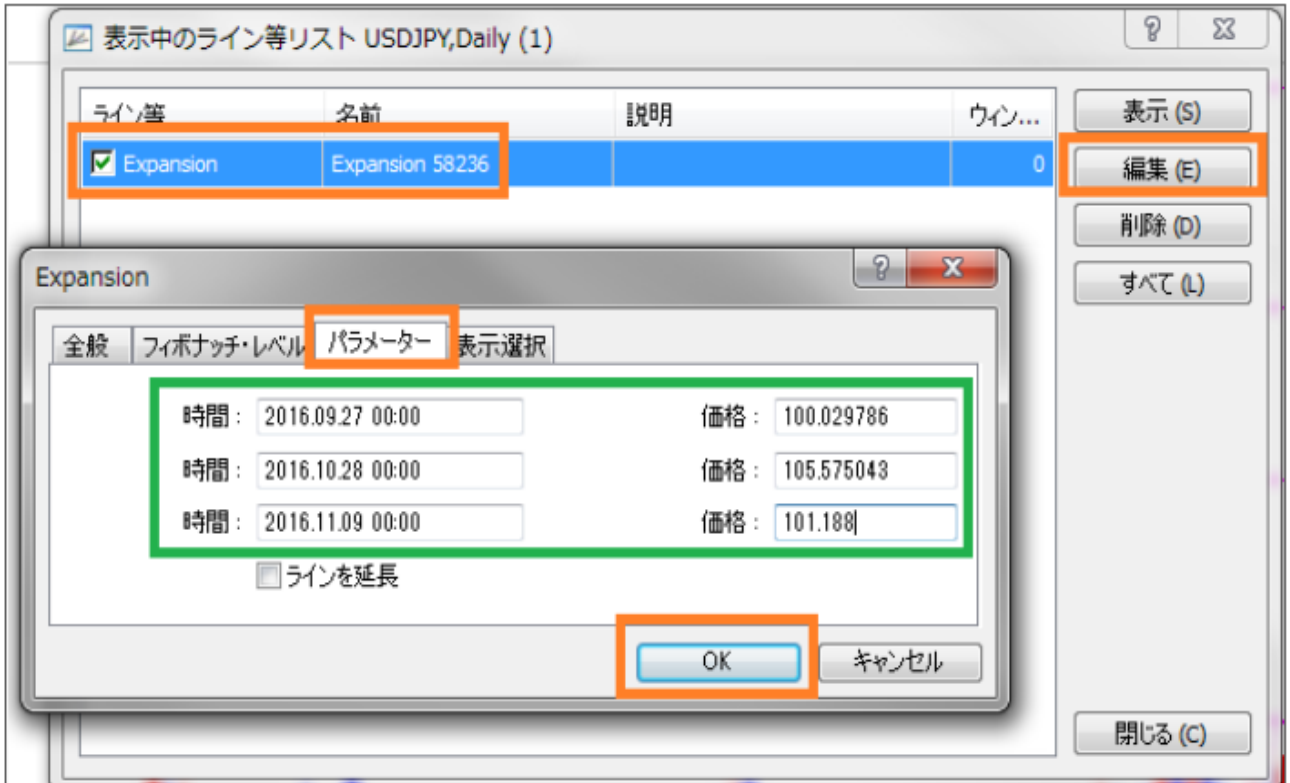 表示中のライン等リスト USDJPY,Daily (1)
ライン等 名前 説明 ウィン...
Expansion Expansion 58236 0
表示 (S)
編集 (E)
削除 (D)
すべて (L)
Expansion
全般 フィボナッチ・レベル パラメーター 表示選択
時間： 2016.09.27 00:00 価格： 100.029786
時間： 2016.10.28 00:00 価格： 105.575043
時間： 2016.11.09 00:00 価格： 101.188
ラインを延長
OK キャンセル
閉じる (C)